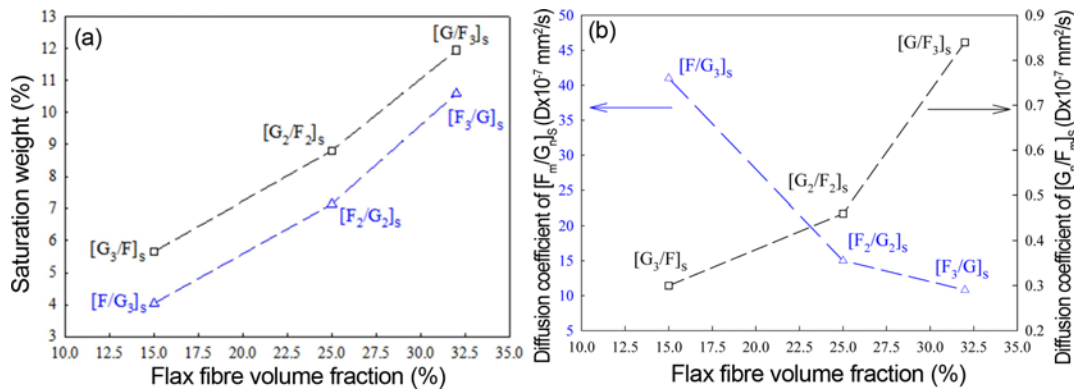 (a)
[G/F₃]ₛ
[F₃/G]ₛ
[G₂/F₂]ₛ
[F₂/G₂]ₛ
[G₃/F]ₛ
[F/G₃]ₛ
Saturation weight (%)
13
12
11
10
9
8
7
6
5
4
3
10.0 12.5 15.0 17.5 20.0 22.5 25.0 27.5 30.0 32.5 35.0
Flax fibre volume fraction (%)
(b)
[G/F₃]ₛ
[F/G₃]ₛ
[G₂/F₂]ₛ
[G₃/F]ₛ
[F₂/G₂]ₛ
[F₃/G]ₛ
Diffusion coefficient of [Fₘ/Gₙ]ₛ (Dx10⁻⁷ mm²/s)
50
45
40
35
30
25
20
15
10
5
10.0 12.5 15.0 17.5 20.0 22.5 25.0 27.5 30.0 32.5 35.0
Flax fibre volume fraction (%)
0.9
0.8
0.7
0.6
0.5
0.4
0.3
0.2
Diffusion coefficient of [Gₙ/Fₘ]ₛ (Dx10⁻⁷ mm²/s)